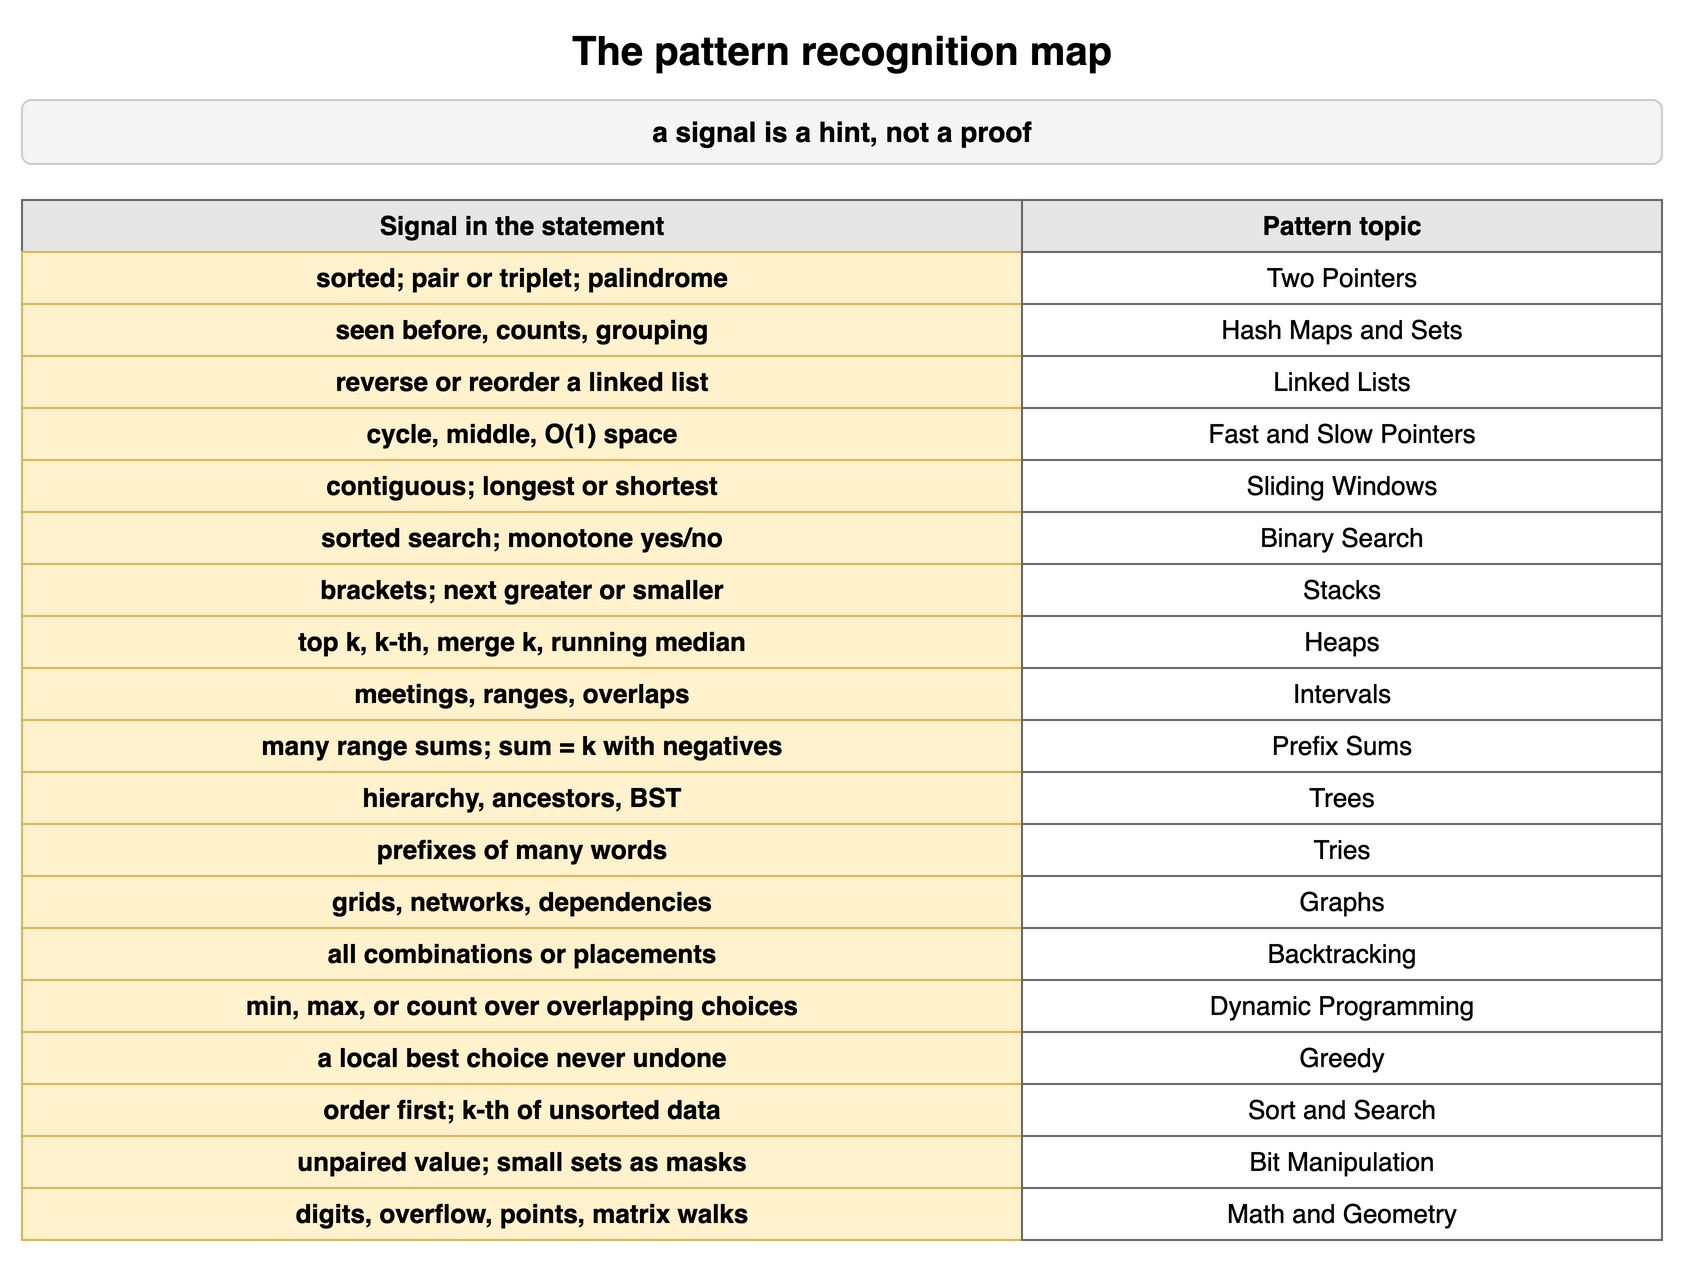 The pattern recognition map
a signal is a hint, not a proof
Signal in the statement Pattern topic
sorted; pair or triplet; palindrome Two Pointers
seen before, counts, grouping Hash Maps and Sets
reverse or reorder a linked list Linked Lists
cycle, middle, O(1) space Fast and Slow Pointers
contiguous; longest or shortest Sliding Windows
sorted search; monotone yes/no Binary Search
brackets; next greater or smaller Stacks
top k, k-th, merge k, running median Heaps
meetings, ranges, overlaps Intervals
many range sums; sum = k with negatives Prefix Sums
hierarchy, ancestors, BST Trees
prefixes of many words Tries
grids, networks, dependencies Graphs
all combinations or placements Backtracking
min, max, or count over overlapping choices Dynamic Programming
a local best choice never undone Greedy
order first; k-th of unsorted data Sort and Search
unpaired value; small sets as masks Bit Manipulation
digits, overflow, points, matrix walks Math and Geometry